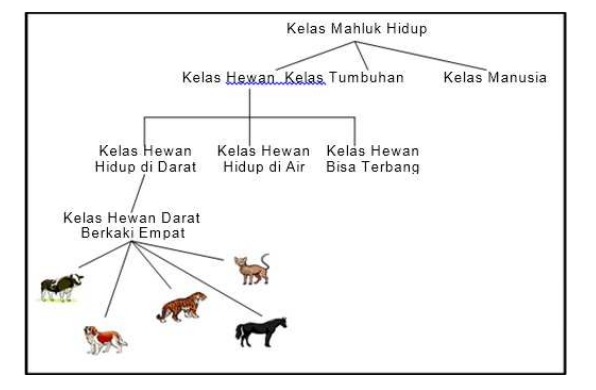 Kelas Mahluk Hidup
Kelas Hewan Kelas Tumbuhan Kelas Manusia
Kelas Hewan
Hidup di Darat
Kelas Hewan
Hidup di Air
Kelas Hewan
Bisa Terbang
Kelas Hewan Darat
Berkaki Empat